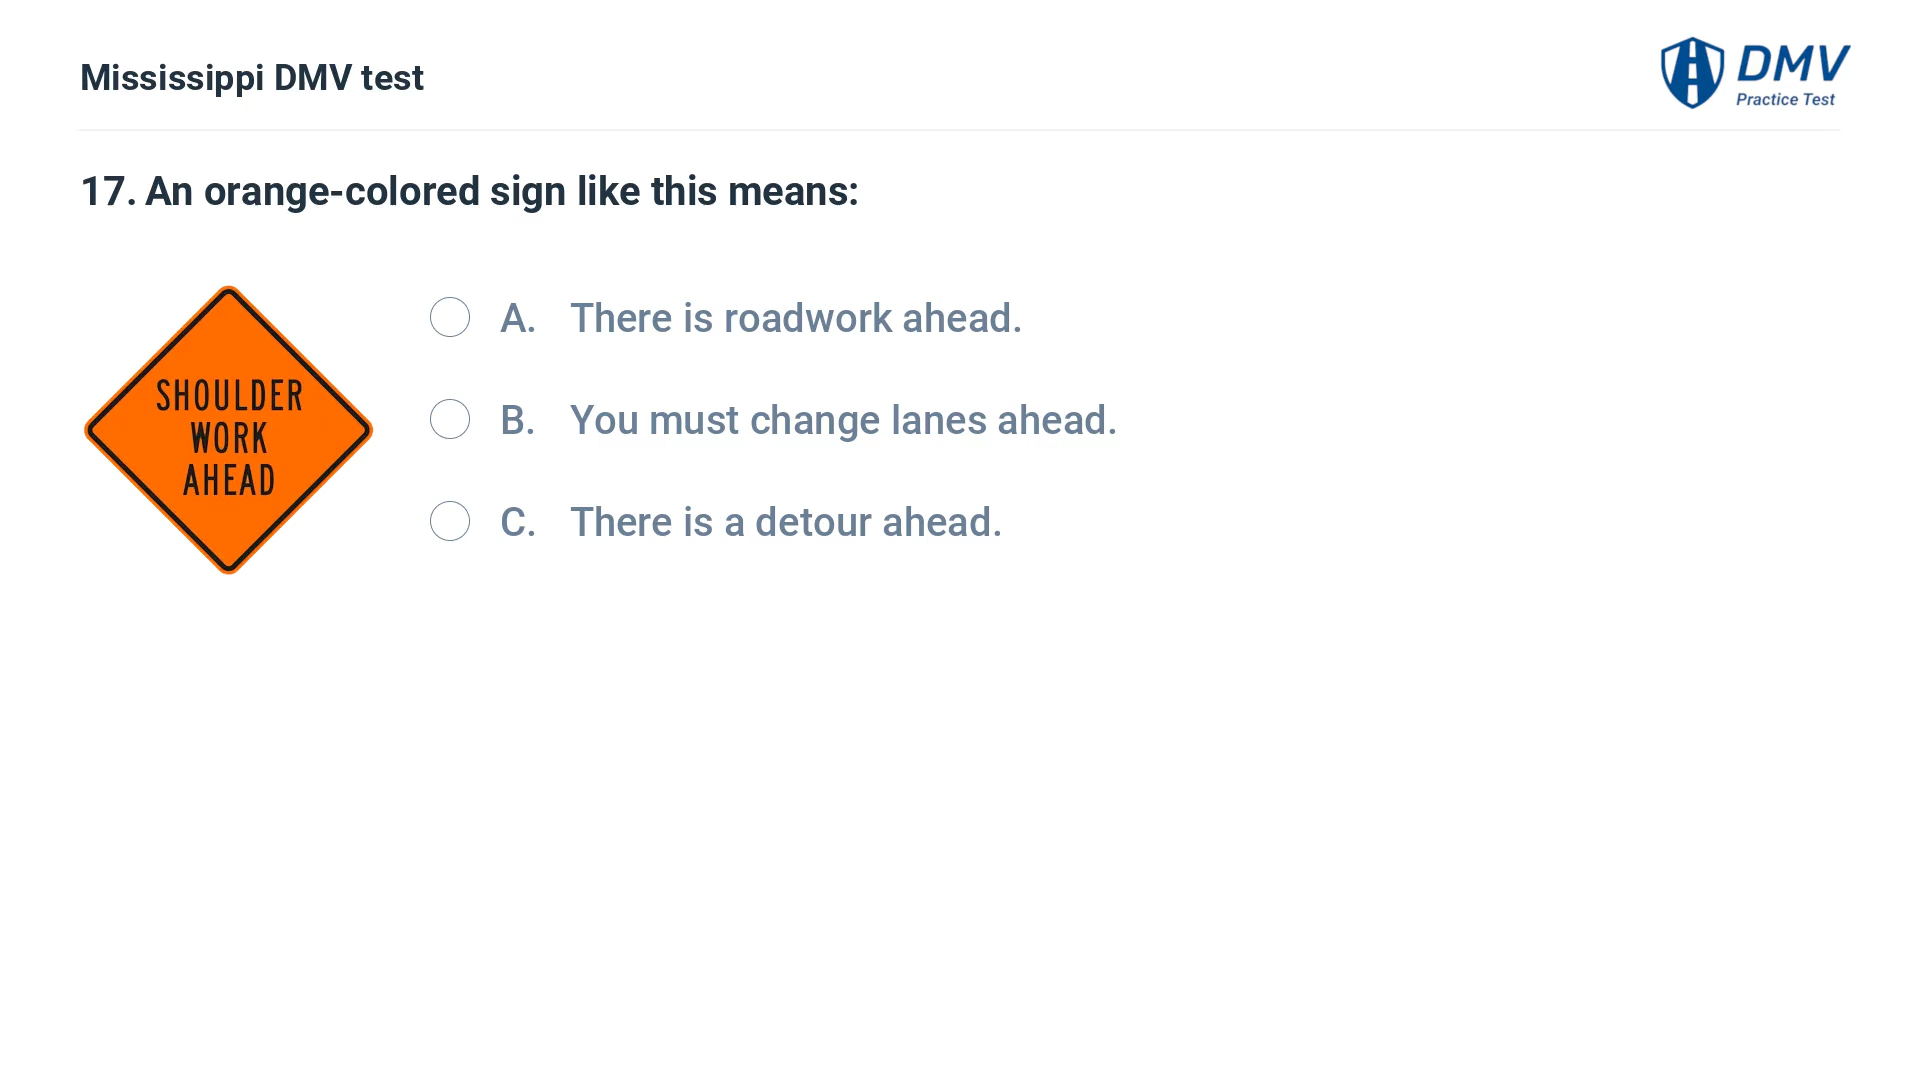 Mississippi DMV test
DMV
Practice Test
17. An orange-colored sign like this means:
SHOULDER
WORK
AHEAD
A. There is roadwork ahead.
B. You must change lanes ahead.
C. There is a detour ahead.